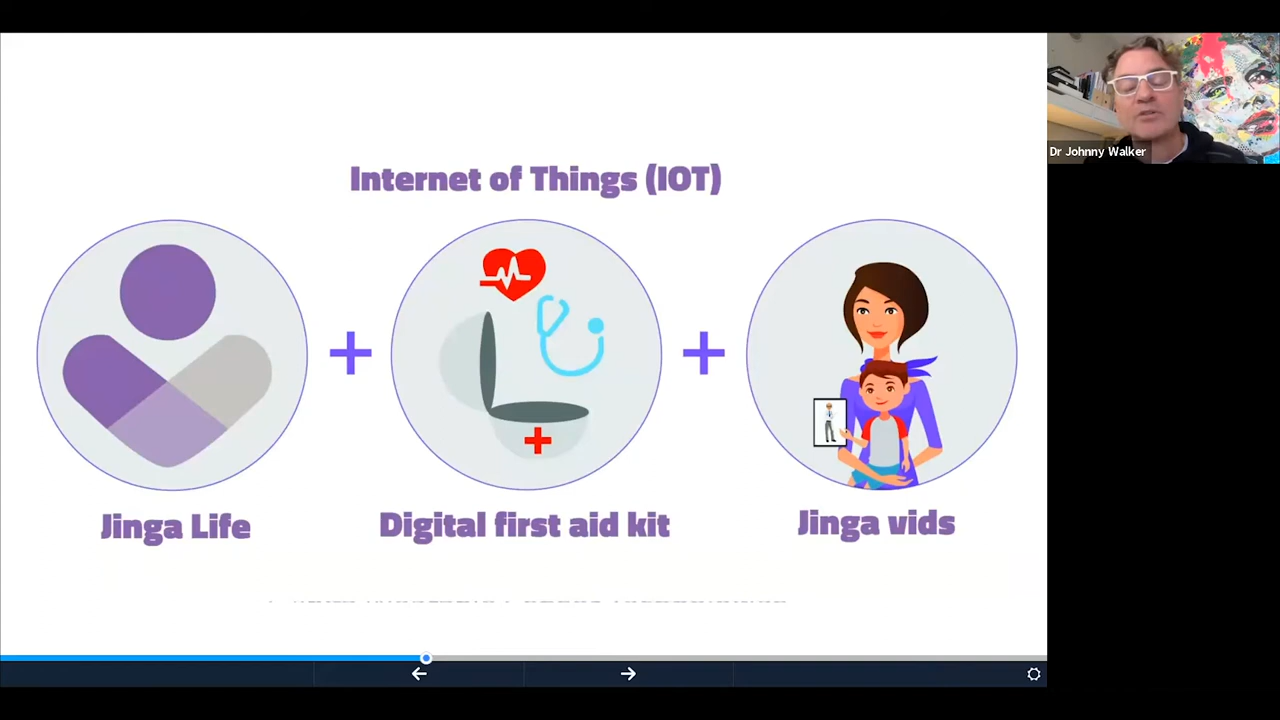 Internet of Things (IOT)
Jinga Life
Digital first aid kit
Jinga vids
Dr Johnny Walker